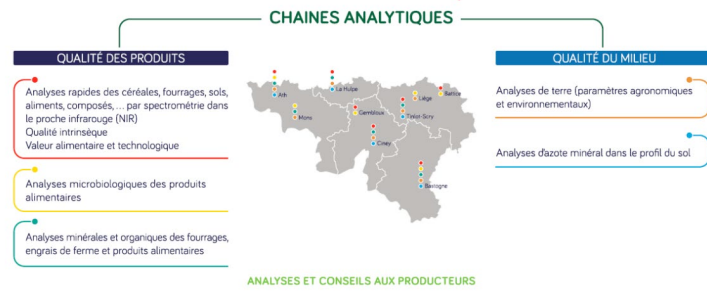 CHAINES ANALYTIQUES
QUALITÉ DES PRODUITS
Analyses rapides des céréales, fourrages, sols,
aliments, composés, ... par spectrométrie dans
le proche infrarouge (NIR)
Qualité intrinsèque
Valeur alimentaire et technologique
Analyses microbiologiques des produits
alimentaires
Analyses minérales et organiques des fourrages,
engrais de ferme et produits alimentaires
Ath
La Hulpe
Mons
Gembloux
Liège
Battice
Tinlot-Scry
Ciney
Bastogne
QUALITÉ DU MILIEU
Analyses de terre (paramètres agronomiques
et environnementaux)
Analyses d'azote minéral dans le profil du sol
ANALYSES ET CONSEILS AUX PRODUCTEURS